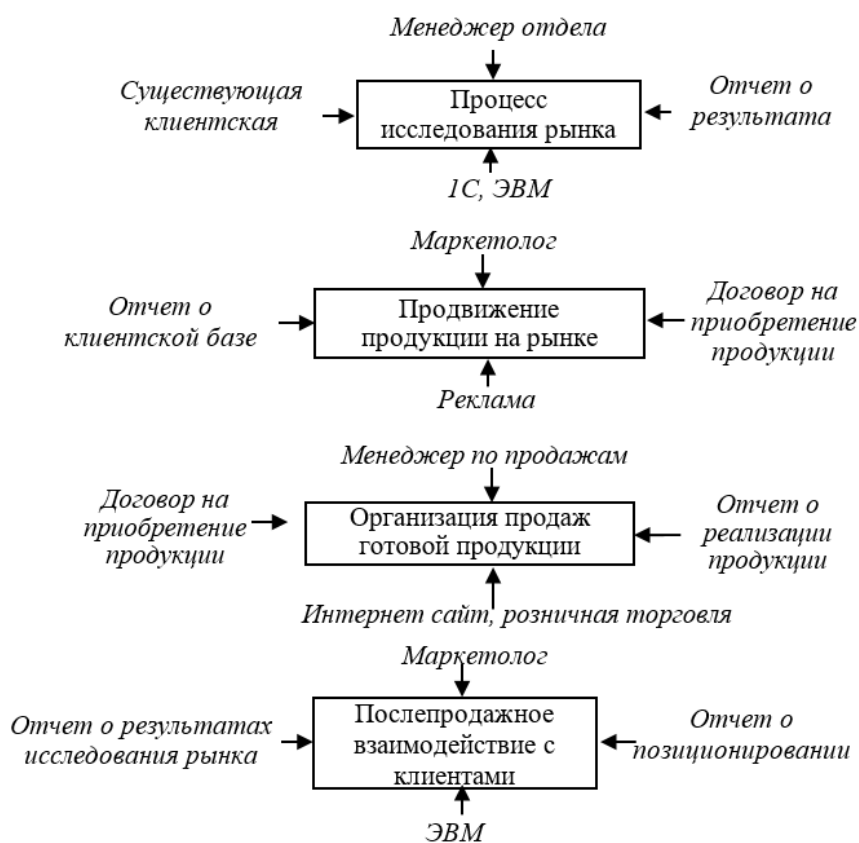 Менеджер отдела
Существующая
клиентская
Процесс
исследования рынка
Отчет о
результата
1С, ЭВМ
Маркетолог
Отчет о
клиентской базе
Продвижение
продукции на рынке
Договор на
приобретение
продукции
Реклама
Менеджер по продажам
Договор на
приобретение
продукции
Организация продаж
готовой продукции
Отчет о
реализации
продукции
Интернет сайт, розничная торговля
Маркетолог
Отчет о результатах
исследования рынка
Послепродажное
взаимодействие с
клиентами
Отчет о
позиционировании
ЭВМ